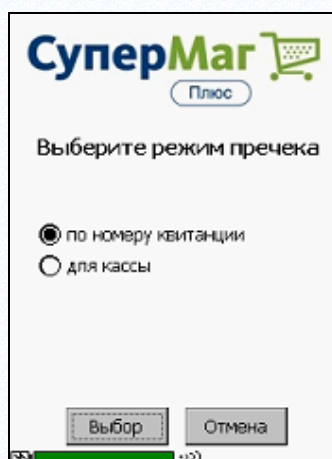 СуперМаг
Плюс
Выберите режим пречека
по номеру квитанции
для кассы
Выбор
Отмена